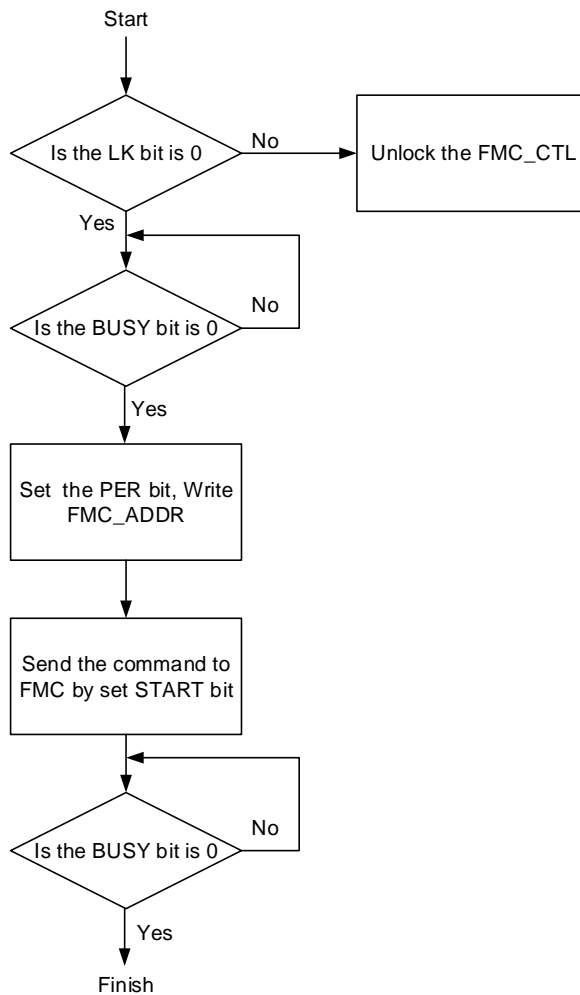 Start
Is the LK bit is 0
No
Unlock the FMC_CTL
Yes
Is the BUSY bit is 0
No
Yes
Set  the PER bit, Write
FMC_ADDR
Send the command to
FMC by set START bit
Is the BUSY bit is 0
No
Yes
Finish